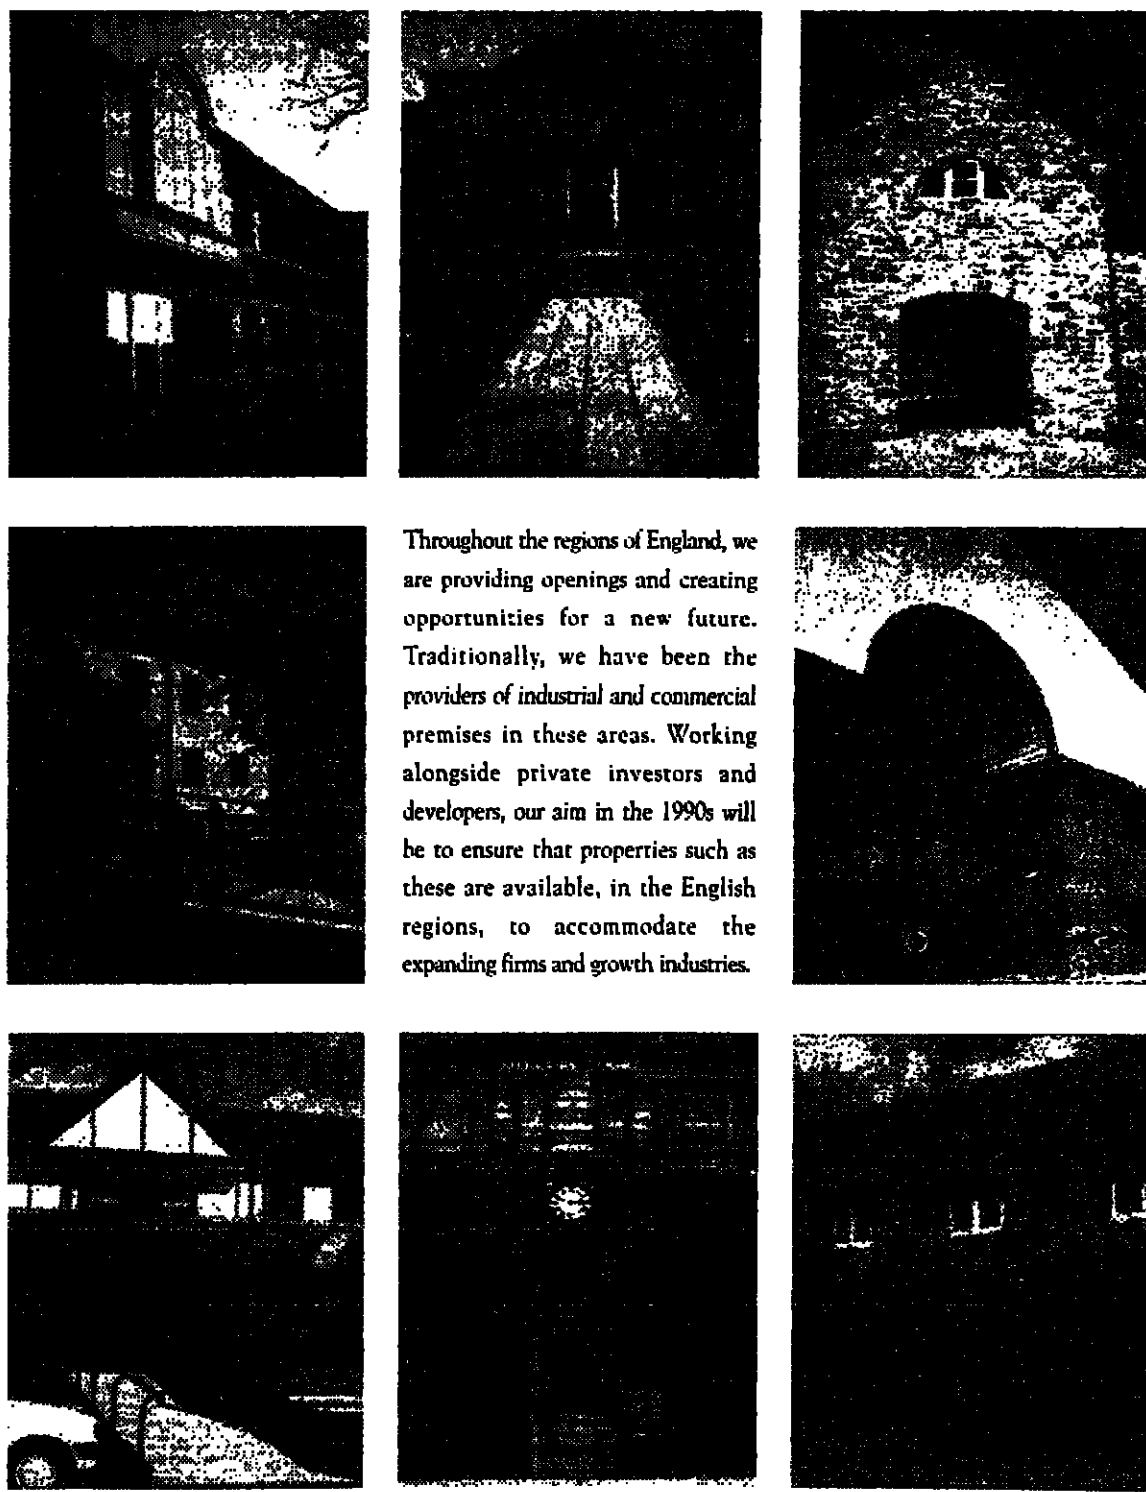 Throughout the regions of England, we
are providing openings and creating
opportunities for a new future.
Traditionally, we have been the
providers of industrial and commercial
premises in these areas. Working
alongside private investors and
developers, our aim in the 1990s will
be to ensure that properties such as
these are available, in the English
regions, to accommodate the
expanding firms and growth industries.